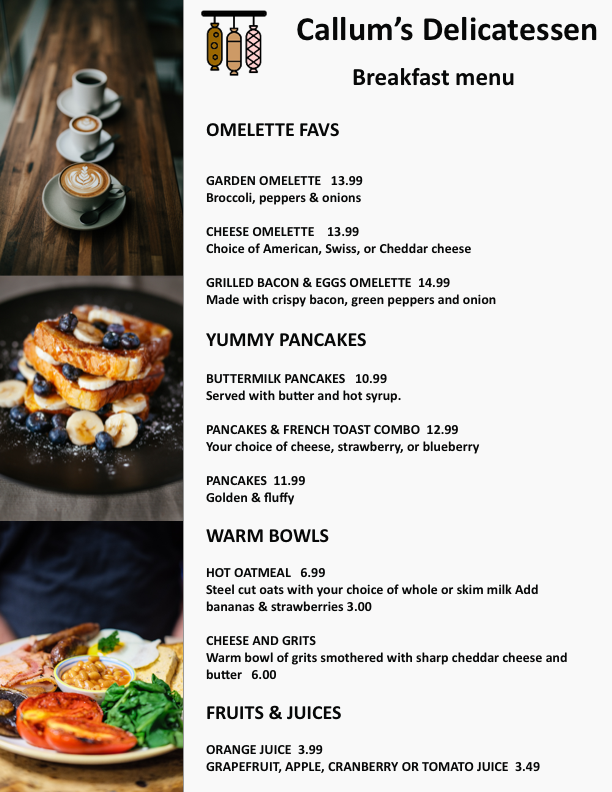 Callum’s Delicatessen
Breakfast menu
OMELETTE FAVS
GARDEN OMELETTE 13.99
Broccoli, peppers & onions
CHEESE OMELETTE 13.99
Choice of American, Swiss, or Cheddar cheese
GRILLED BACON & EGGS OMELETTE 14.99
Made with crispy bacon, green peppers and onion
YUMMY PANCAKES
BUTTERMILK PANCAKES 10.99
Served with butter and hot syrup.
PANCAKES & FRENCH TOAST COMBO 12.99
Your choice of cheese, strawberry, or blueberry
PANCAKES 11.99
Golden & fluffy
WARM BOWLS
HOT OATMEAL 6.99
Steel cut oats with your choice of whole or skim milk Add
bananas & strawberries 3.00
CHEESE AND GRITS
Warm bowl of grits smothered with sharp cheddar cheese and
butter 6.00
FRUITS & JUICES
ORANGE JUICE 3.99
GRAPEFRUIT, APPLE, CRANBERRY OR TOMATO JUICE 3.49